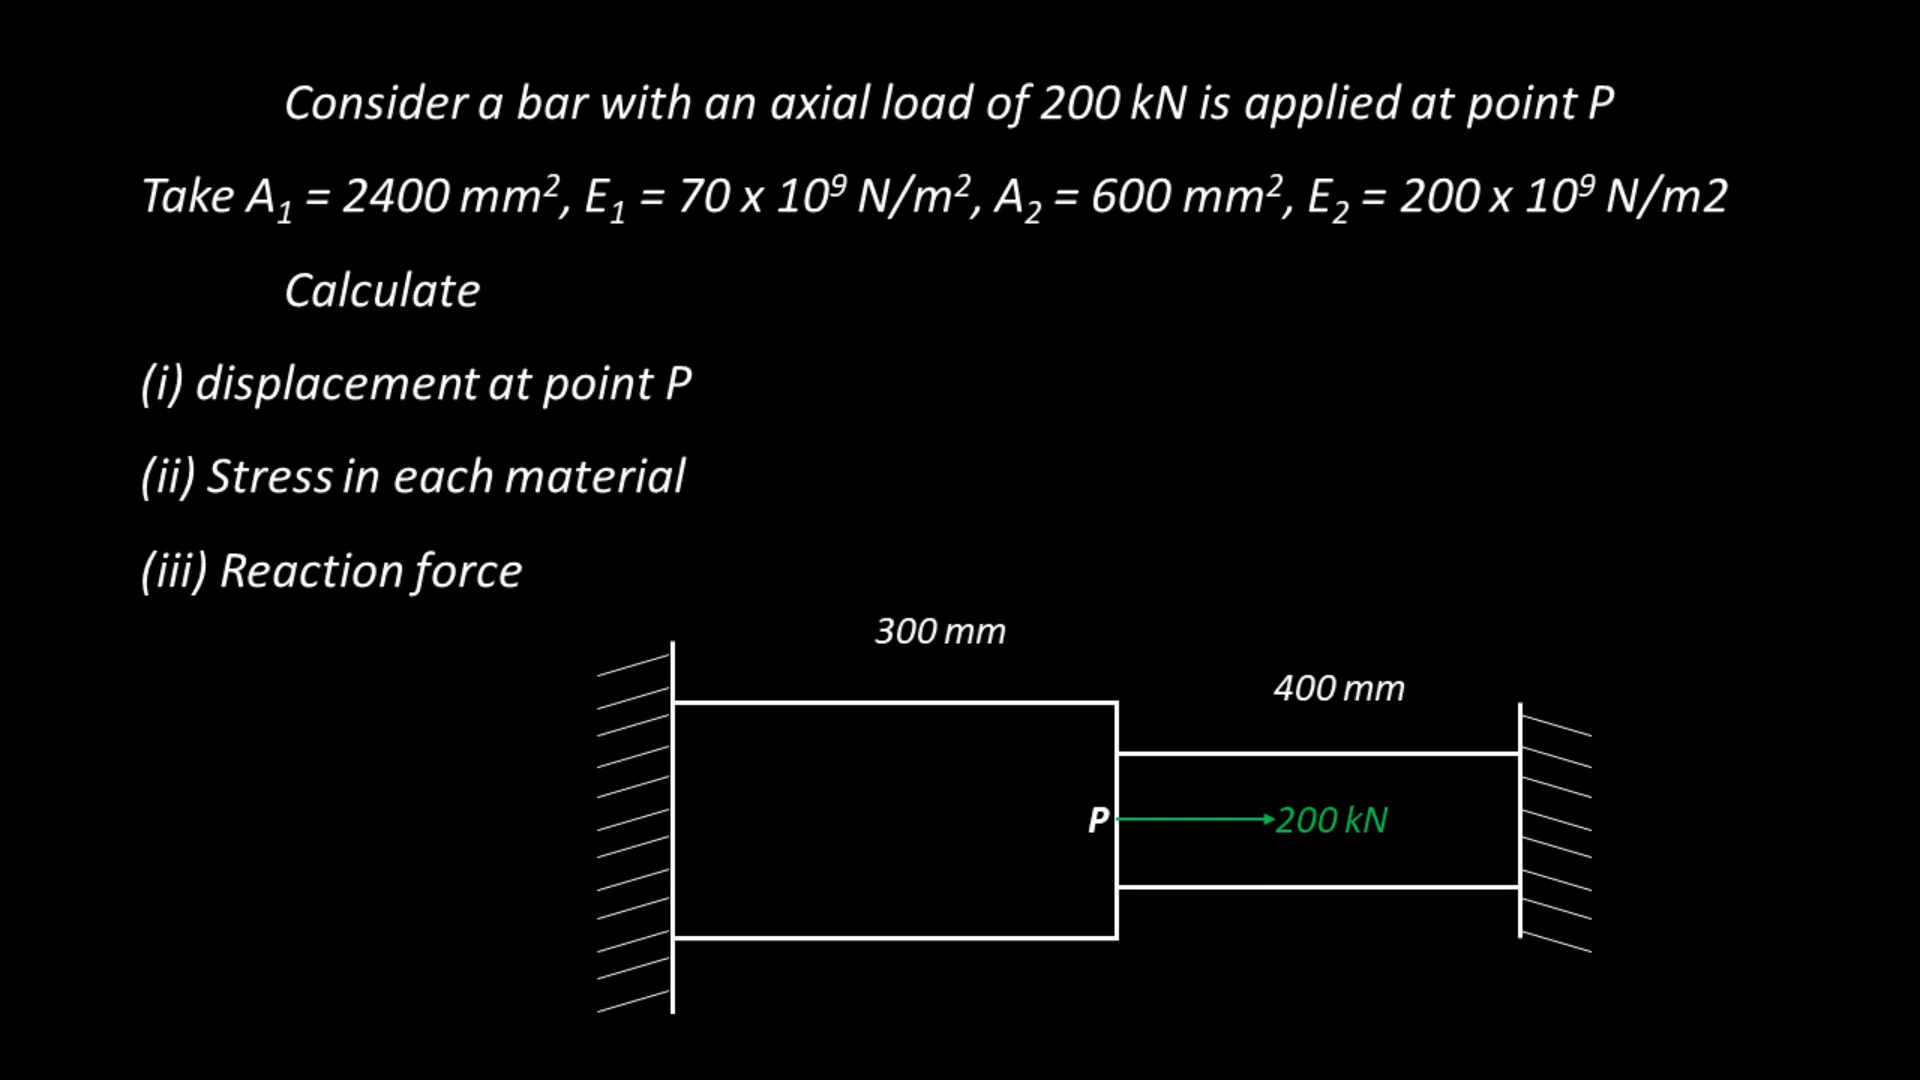 Consider a bar with an axial load of 200 kN is applied at point P
Take A₁ = 2400 mm², E₁ = 70 x 10⁹ N/m², A₂ = 600 mm², E₂ = 200 x 10⁹ N/m2
Calculate
(i) displacement at point P
(ii) Stress in each material
(iii) Reaction force
300 mm
400 mm
P
200 kN